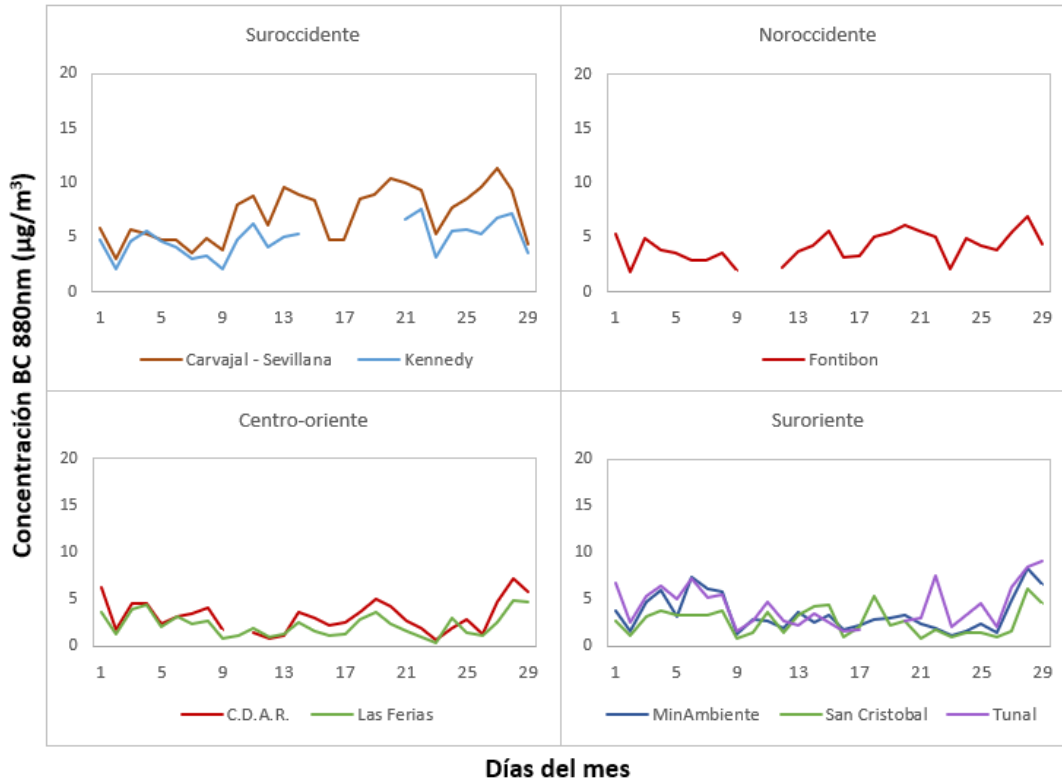 Concentración BC 880nm (µg/m³)
Suroccidente
20
15
10
5
0
1 5 9 13 17 21 25 29
Carvajal - Sevillana Kennedy
Noroccidente
20
15
10
5
0
1 5 9 13 17 21 25 29
Fontibon
Centro-oriente
20
15
10
5
0
1 5 9 13 17 21 25 29
C.D.A.R. Las Ferias
Suroriente
20
15
10
5
0
1 5 9 13 17 21 25 29
MinAmbiente San Cristobal Tunal
Días del mes